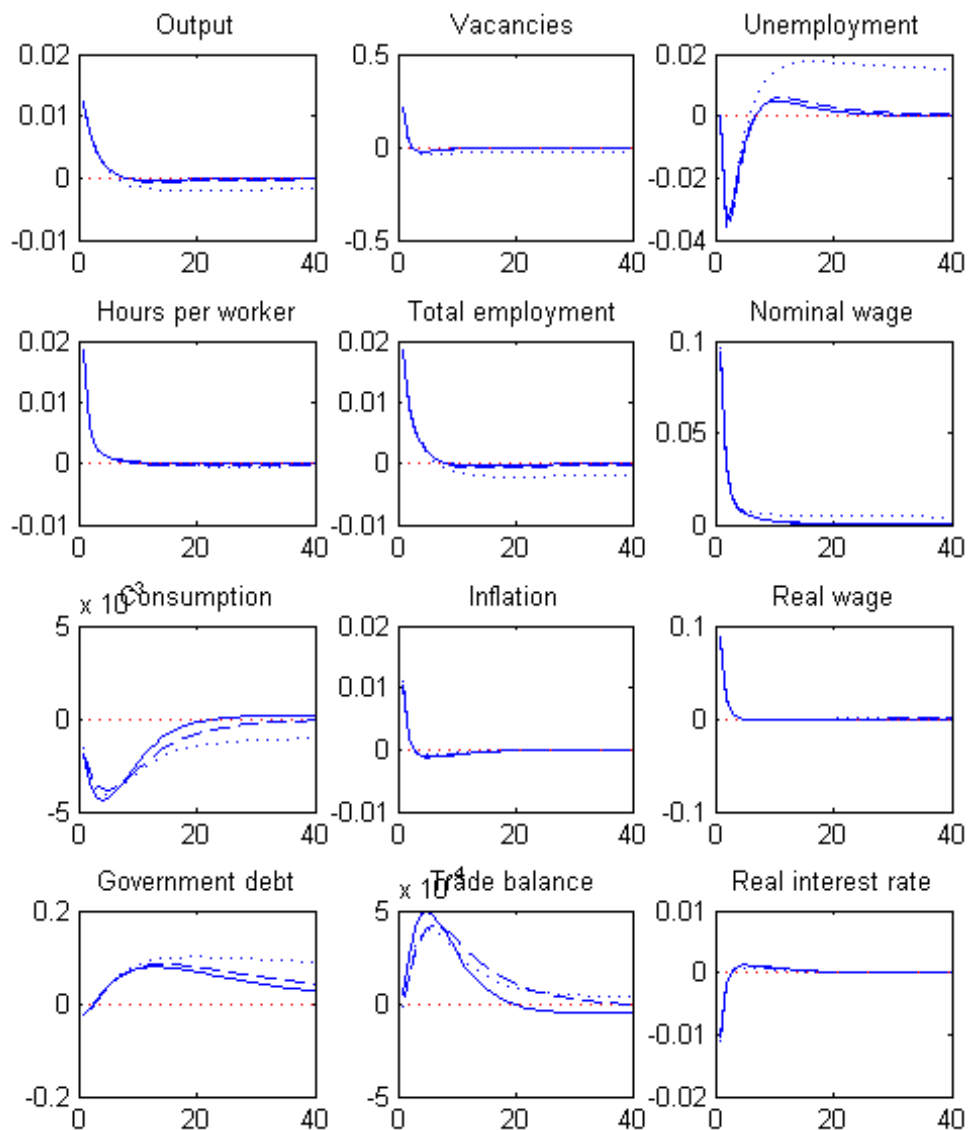 Output Vacancies Unemployment
0.02 0.5 0.02
0.01 0
0 0 -0.02
-0.01 -0.5 -0.04
0 20 40 0 20 40 0 20 40
Hours per worker Total employment Nominal wage
0.02 0.02 0.1
0.01 0.01 0.05
0 0
-0.01 -0.01 0
0 20 40 0 20 40 0 20 40
x 10-3 Consumption Inflation Real wage
5 0.02 0.1
0.01
0 0 0
-5 -0.01 -0.1
0 20 40 0 20 40 0 20 40
Government debt x 10-4 Trade balance Real interest rate
0.2 5 0.01
0 0 0
-0.01
-0.2 -5 -0.02
0 20 40 0 20 40 0 20 40